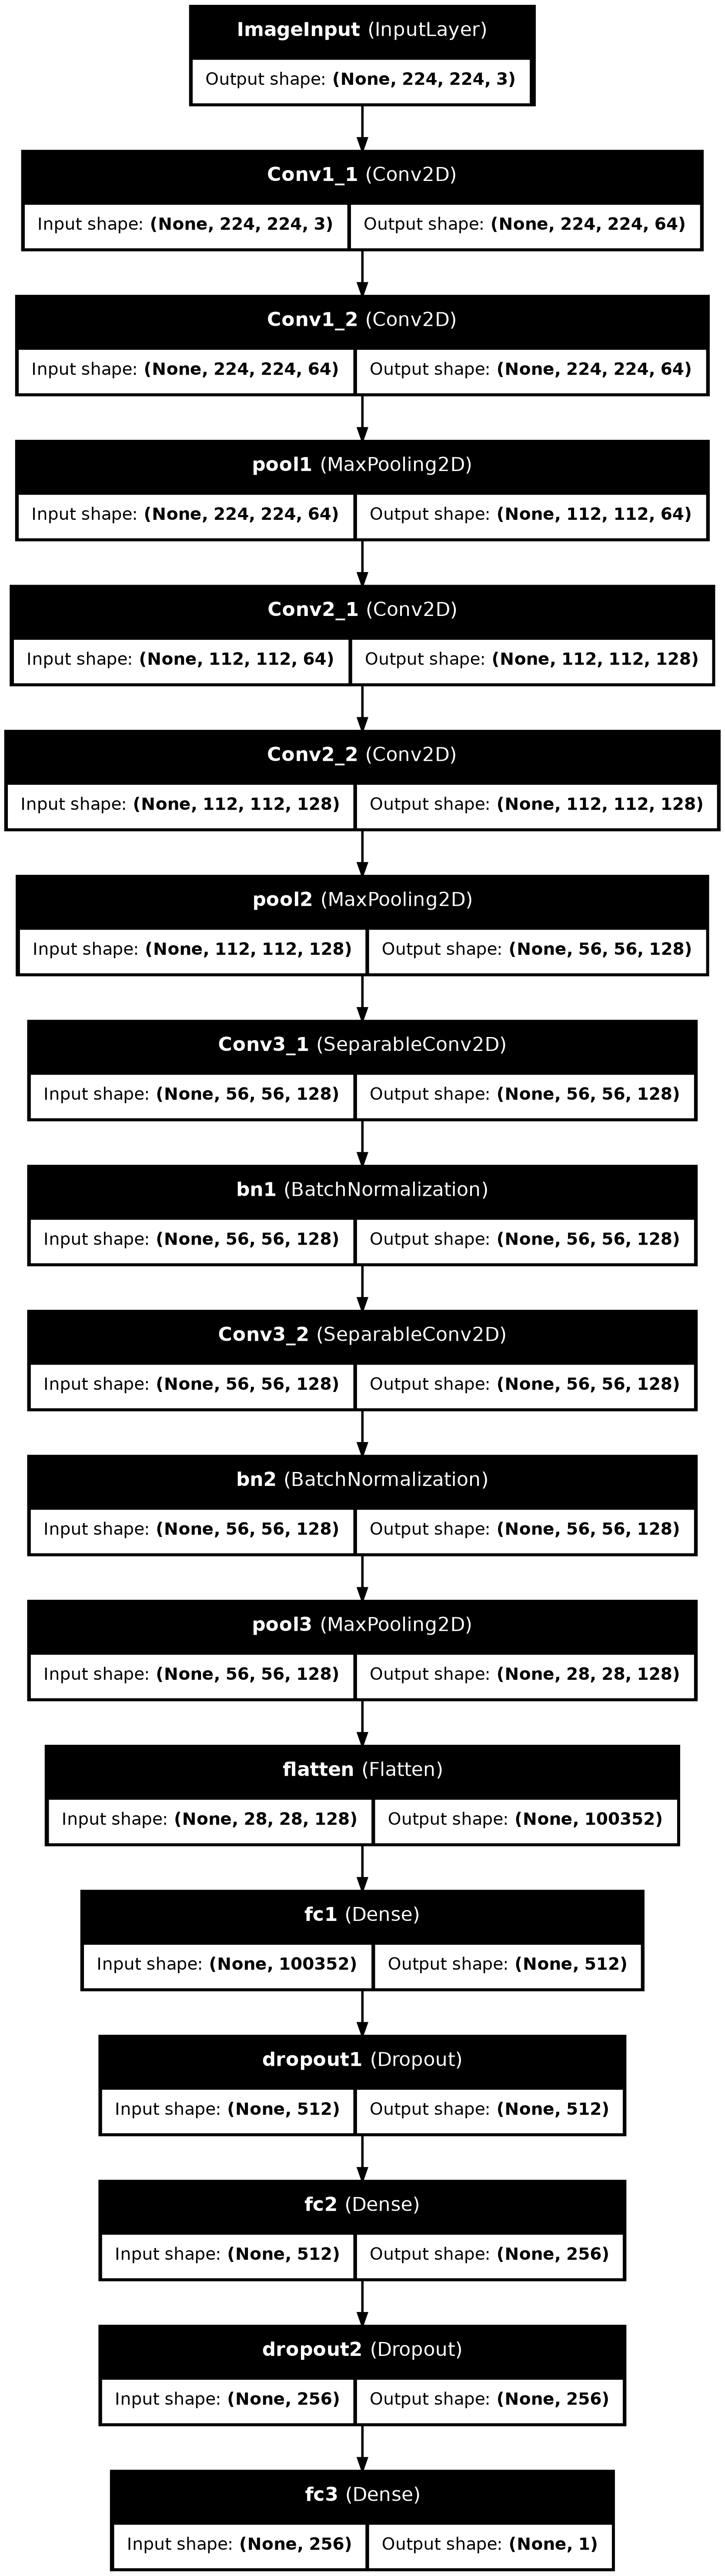 ImageInput (InputLayer)
Output shape: (None, 224, 224, 3)
Conv1_1 (Conv2D)
Input shape: (None, 224, 224, 3) Output shape: (None, 224, 224, 64)
Conv1_2 (Conv2D)
Input shape: (None, 224, 224, 64) Output shape: (None, 224, 224, 64)
pool1 (MaxPooling2D)
Input shape: (None, 224, 224, 64) Output shape: (None, 112, 112, 64)
Conv2_1 (Conv2D)
Input shape: (None, 112, 112, 64) Output shape: (None, 112, 112, 128)
Conv2_2 (Conv2D)
Input shape: (None, 112, 112, 128) Output shape: (None, 112, 112, 128)
pool2 (MaxPooling2D)
Input shape: (None, 112, 112, 128) Output shape: (None, 56, 56, 128)
Conv3_1 (SeparableConv2D)
Input shape: (None, 56, 56, 128) Output shape: (None, 56, 56, 128)
bn1 (BatchNormalization)
Input shape: (None, 56, 56, 128) Output shape: (None, 56, 56, 128)
Conv3_2 (SeparableConv2D)
Input shape: (None, 56, 56, 128) Output shape: (None, 56, 56, 128)
bn2 (BatchNormalization)
Input shape: (None, 56, 56, 128) Output shape: (None, 56, 56, 128)
pool3 (MaxPooling2D)
Input shape: (None, 56, 56, 128) Output shape: (None, 28, 28, 128)
flatten (Flatten)
Input shape: (None, 28, 28, 128) Output shape: (None, 100352)
fc1 (Dense)
Input shape: (None, 100352) Output shape: (None, 512)
dropout1 (Dropout)
Input shape: (None, 512) Output shape: (None, 512)
fc2 (Dense)
Input shape: (None, 512) Output shape: (None, 256)
dropout2 (Dropout)
Input shape: (None, 256) Output shape: (None, 256)
fc3 (Dense)
Input shape: (None, 256) Output shape: (None, 1)